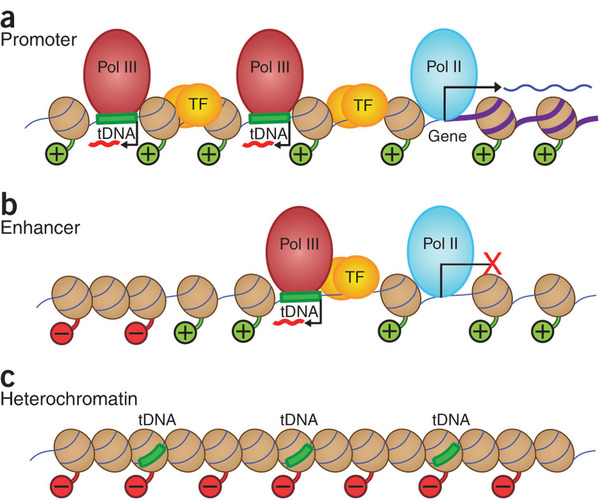 a
Promoter
Pol III
Pol III
Pol II
TF
TF
tDNA
tDNA
Gene
+
+
+
+
+
b
Enhancer
Pol III
Pol II
TF
X
tDNA
−
−
+
+
+
+
+
c
Heterochromatin
tDNA
tDNA
tDNA
−
−
−
−
−
−
−